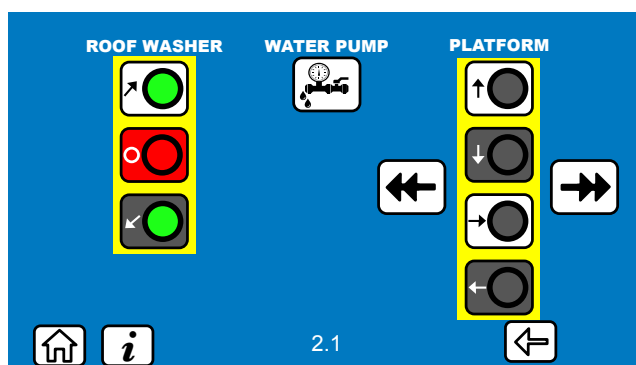 ROOF WASHER
WATER PUMP
PLATFORM
i
2.1